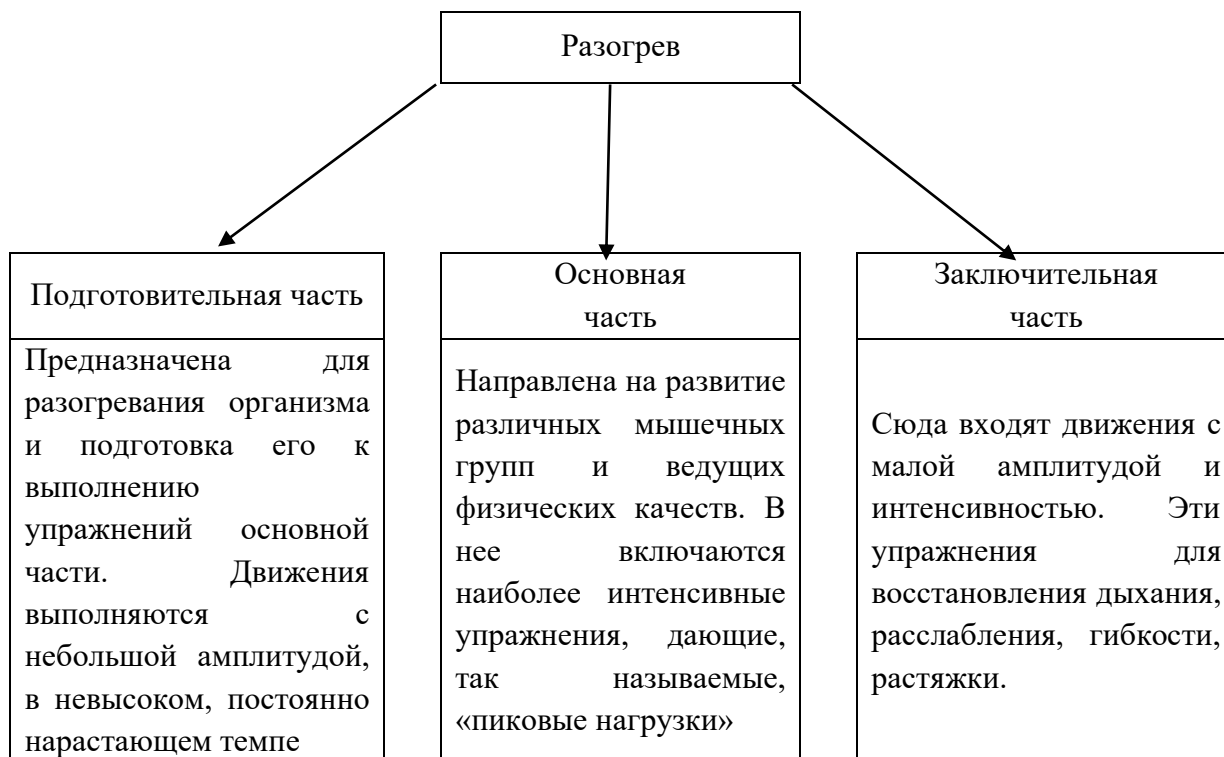 Разогрев
Подготовительная часть
Предназначена для
разогревания организма
и подготовка его к
выполнению
упражнений основной
части. Движения
выполняются с
небольшой амплитудой,
в невысоком, постоянно
нарастающем темпе
Основная
часть
Направлена на развитие
различных мышечных
групп и ведущих
физических качеств. В
нее включаются
наиболее интенсивные
упражнения, дающие,
так называемые,
«пиковые нагрузки»
Заключительная
часть
Сюда входят движения с
малой амплитудой и
интенсивностью. Эти
упражнения для
восстановления дыхания,
расслабления, гибкости,
растяжки.